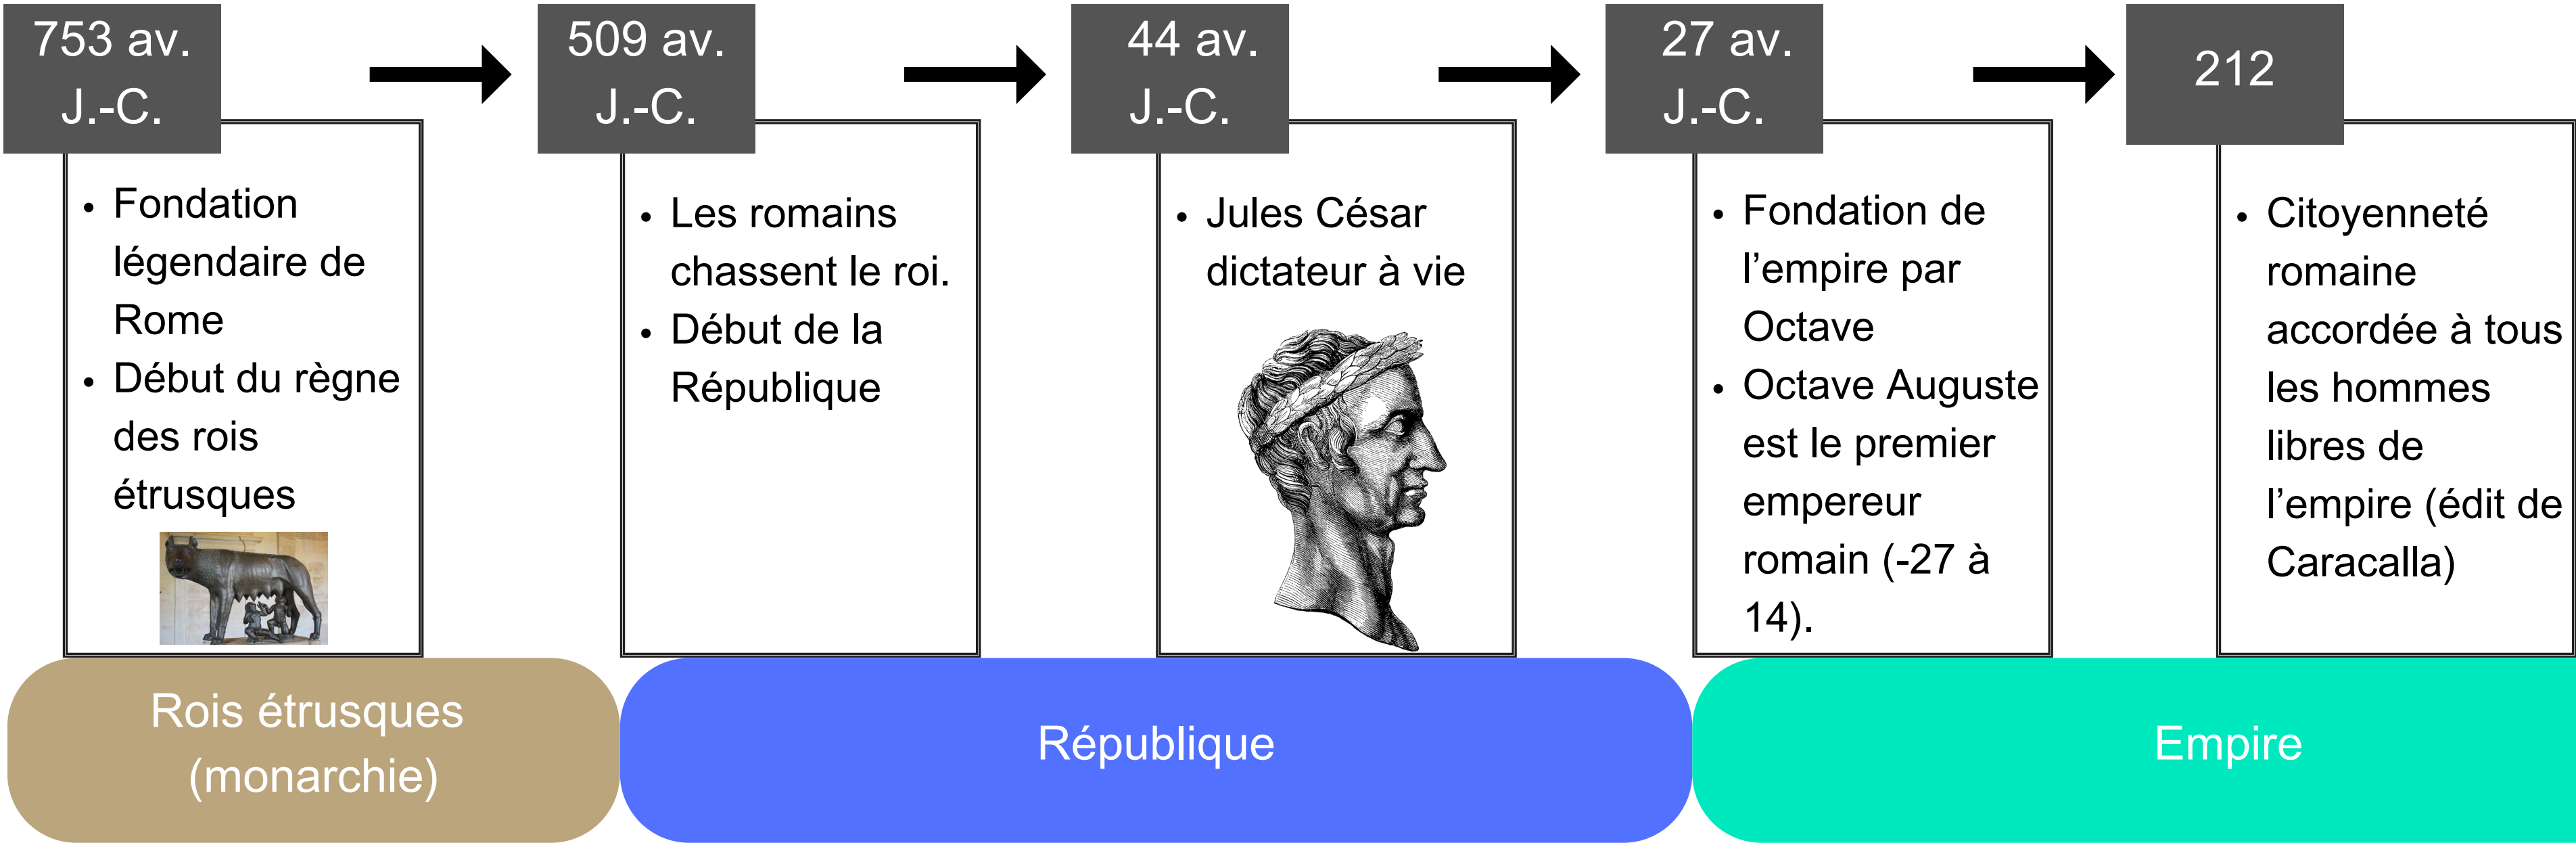 753 av.
J.-C.
Fondation
légendaire de
Rome
Début du règne
des rois
étrusques
509 av.
J.-C.
Les romains
chassent le roi.
Début de la
République
44 av.
J.-C.
Jules César
dictateur à vie
27 av.
J.-C.
Fondation de
l’empire par
Octave
Octave Auguste
est le premier
empereur
romain (-27 à
14).
212
Citoyenneté
romaine
accordée à tous
les hommes
libres de
l’empire (édit de
Caracalla)
Rois étrusques
(monarchie)
République
Empire